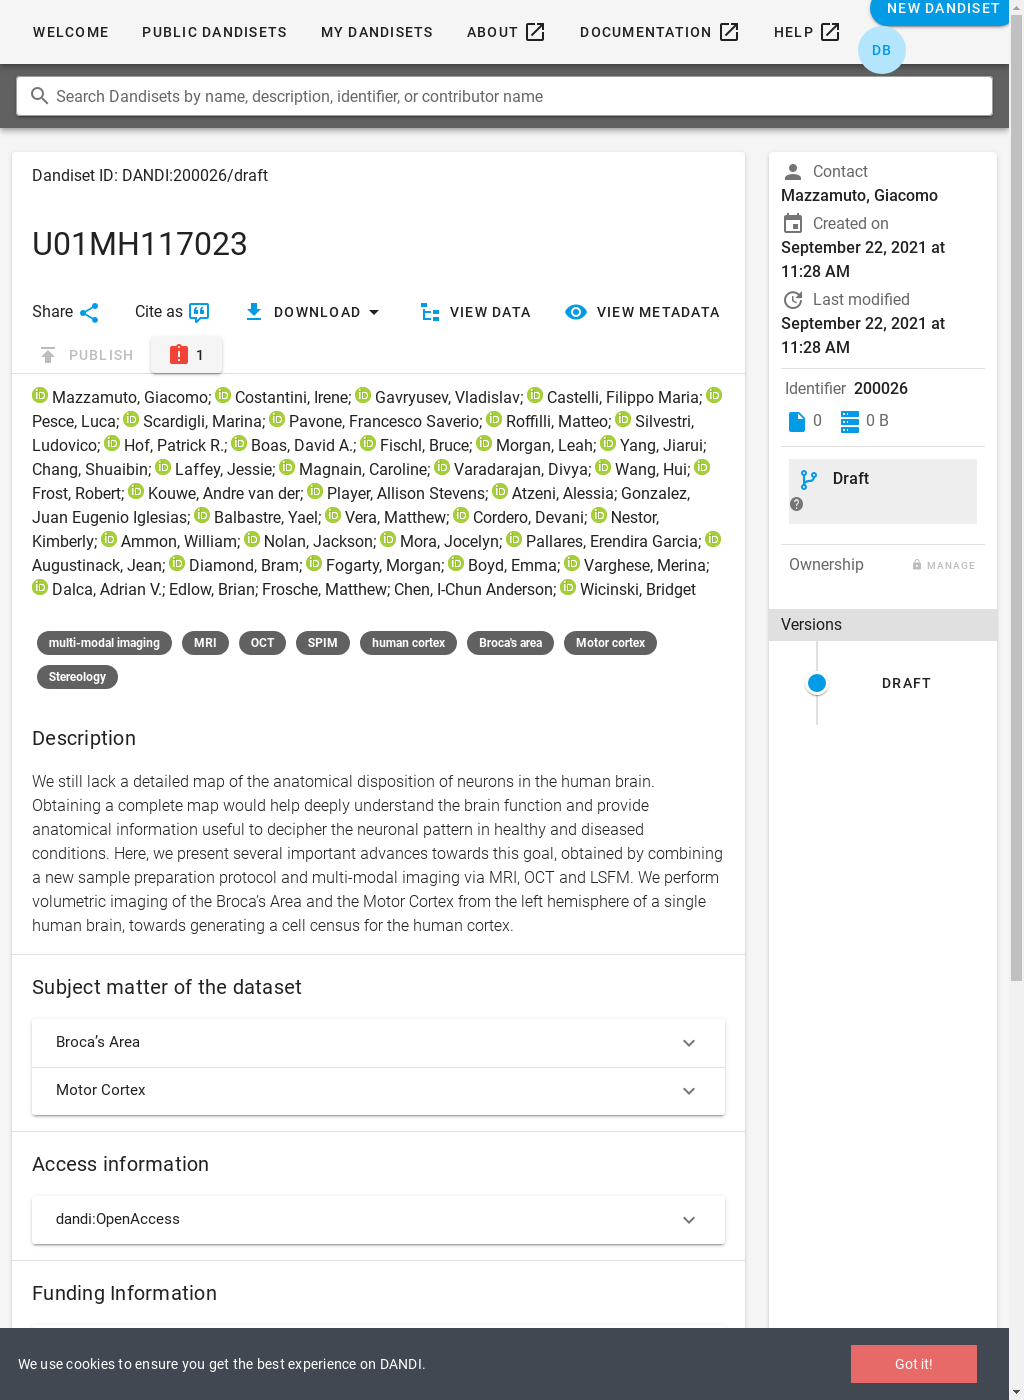 WELCOME PUBLIC DANDISETS MY DANDISETS ABOUT DOCUMENTATION HELP NEW DANDISET
DB
Search Dandisets by name, description, identifier, or contributor name
Dandiset ID: DANDI:200026/draft
U01MH117023
Share Cite as DOWNLOAD VIEW DATA VIEW METADATA
PUBLISH 1
Mazzamuto, Giacomo; Costantini, Irene; Gavryusev, Vladislav; Castelli, Filippo Maria;
Pesce, Luca; Scardigli, Marina; Pavone, Francesco Saverio; Roffilli, Matteo; Silvestri,
Ludovico; Hof, Patrick R.; Boas, David A.; Fischl, Bruce; Morgan, Leah; Yang, Jiarui;
Chang, Shuaibin; Laffey, Jessie; Magnain, Caroline; Varadarajan, Divya; Wang, Hui;
Frost, Robert; Kouwe, Andre van der; Player, Allison Stevens; Atzeni, Alessia; Gonzalez,
Juan Eugenio Iglesias; Balbastre, Yael; Vera, Matthew; Cordero, Devani; Nestor,
Kimberly; Ammon, William; Nolan, Jackson; Mora, Jocelyn; Pallares, Erendira Garcia;
Augustinack, Jean; Diamond, Bram; Fogarty, Morgan; Boyd, Emma; Varghese, Merina;
Dalca, Adrian V.; Edlow, Brian; Frosche, Matthew; Chen, I-Chun Anderson; Wicinski, Bridget
multi-modal imaging MRI OCT SPIM human cortex Broca's area Motor cortex
Stereology
Description
We still lack a detailed map of the anatomical disposition of neurons in the human brain.
Obtaining a complete map would help deeply understand the brain function and provide
anatomical information useful to decipher the neuronal pattern in healthy and diseased
conditions. Here, we present several important advances towards this goal, obtained by combining
a new sample preparation protocol and multi-modal imaging via MRI, OCT and LSFM. We perform
volumetric imaging of the Broca’s Area and the Motor Cortex from the left hemisphere of a single
human brain, towards generating a cell census for the human cortex.
Subject matter of the dataset
Broca’s Area
Motor Cortex
Access information
dandi:OpenAccess
Funding Information
Contact
Mazzamuto, Giacomo
Created on
September 22, 2021 at
11:28 AM
Last modified
September 22, 2021 at
11:28 AM
Identifier 200026
0 0 B
Draft
Ownership MANAGE
Versions
DRAFT
We use cookies to ensure you get the best experience on DANDI.
Got it!